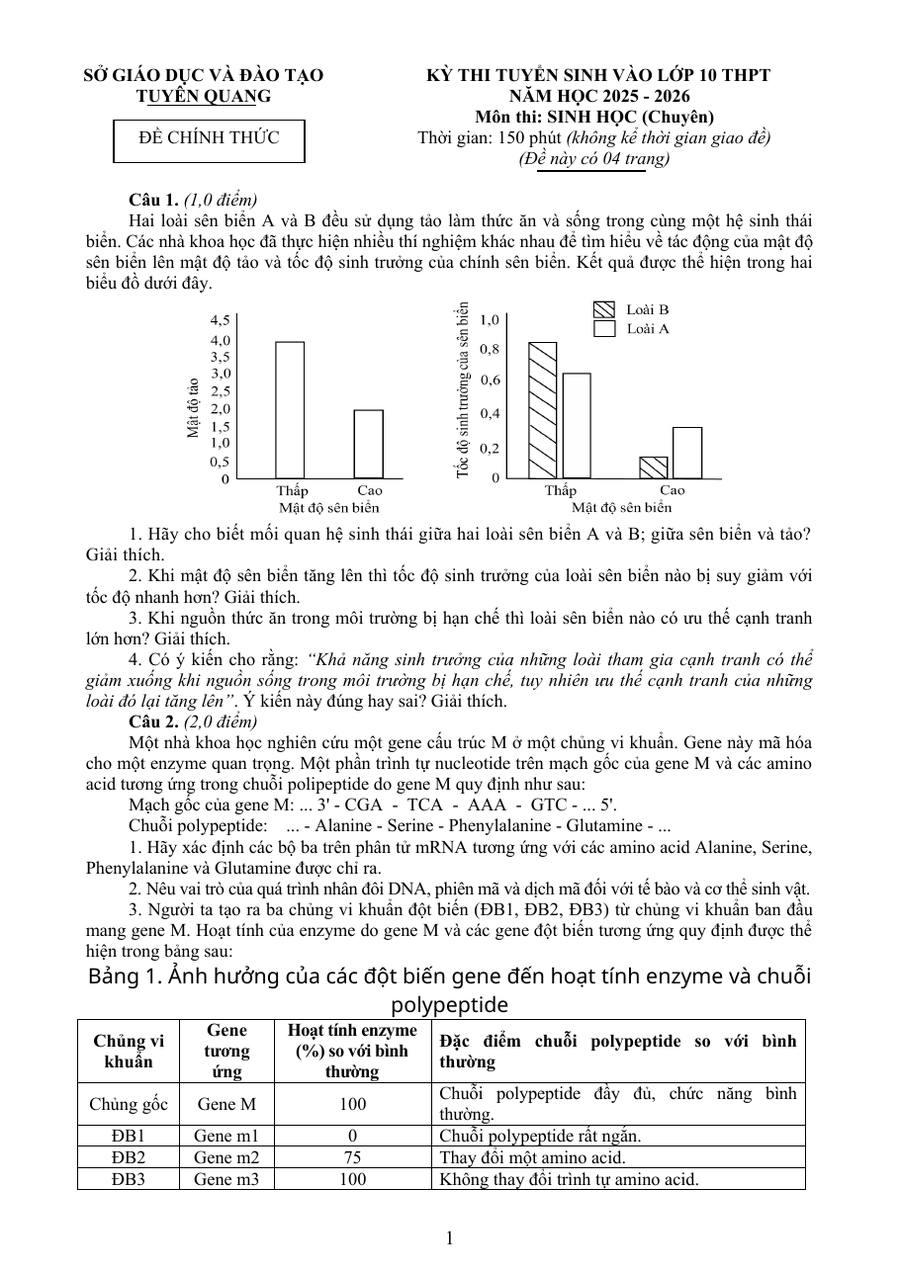 SỞ GIÁO DỤC VÀ ĐÀO TẠO
TUYÊN QUANG
ĐỀ CHÍNH THỨC
KỲ THI TUYỂN SINH VÀO LỚP 10 THPT
NĂM HỌC 2025 - 2026
Môn thi: SINH HỌC (Chuyên)
Thời gian: 150 phút (không kể thời gian giao đề)
(Đề này có 04 trang)
Câu 1. (1,0 điểm)
Hai loài sên biển A và B đều sử dụng tảo làm thức ăn và sống trong cùng một hệ sinh thái
biển. Các nhà khoa học đã thực hiện nhiều thí nghiệm khác nhau để tìm hiểu về tác động của mật độ
sên biển lên mật độ tảo và tốc độ sinh trưởng của chính sên biển. Kết quả được thể hiện trong hai
biểu đồ dưới đây.
Mật độ tảo
4,5
4,0
3,5
3,0
2,5
2,0
1,5
1,0
0,5
0
Thấp Cao
Mật độ sên biển
Tốc độ sinh trưởng của sên biển
1,0
0,8
0,6
0,4
0,2
0
Loài B
Loài A
Thấp Cao
Mật độ sên biển
1. Hãy cho biết mối quan hệ sinh thái giữa hai loài sên biển A và B; giữa sên biển và tảo?
Giải thích.
2. Khi mật độ sên biển tăng lên thì tốc độ sinh trưởng của loài sên biển nào bị suy giảm với
tốc độ nhanh hơn? Giải thích.
3. Khi nguồn thức ăn trong môi trường bị hạn chế thì loài sên biển nào có ưu thế cạnh tranh
lớn hơn? Giải thích.
4. Có ý kiến cho rằng: “Khả năng sinh trưởng của những loài tham gia cạnh tranh có thể
giảm xuống khi nguồn sống trong môi trường bị hạn chế, tuy nhiên ưu thế cạnh tranh của những
loài đó lại tăng lên”. Ý kiến này đúng hay sai? Giải thích.
Câu 2. (2,0 điểm)
Một nhà khoa học nghiên cứu một gene cấu trúc M ở một chủng vi khuẩn. Gene này mã hóa
cho một enzyme quan trọng. Một phần trình tự nucleotide trên mạch gốc của gene M và các amino
acid tương ứng trong chuỗi polipeptide do gene M quy định như sau:
Mạch gốc của gene M: ... 3' - CGA - TCA - AAA - GTC - ... 5'.
Chuỗi polypeptide: ... - Alanine - Serine - Phenylalanine - Glutamine - ...
1. Hãy xác định các bộ ba trên phân tử mRNA tương ứng với các amino acid Alanine, Serine,
Phenylalanine và Glutamine được chỉ ra.
2. Nêu vai trò của quá trình nhân đôi DNA, phiên mã và dịch mã đối với tế bào và cơ thể sinh vật.
3. Người ta tạo ra ba chủng vi khuẩn đột biến (ĐB1, ĐB2, ĐB3) từ chủng vi khuẩn ban đầu
mang gene M. Hoạt tính của enzyme do gene M và các gene đột biến tương ứng quy định được thể
hiện trong bảng sau:
Bảng 1. Ảnh hưởng của các đột biến gene đến hoạt tính enzyme và chuỗi
polypeptide
Chủng vi
khuẩn
Gene
tương
ứng
Hoạt tính enzyme
(%) so với bình
thường
Đặc điểm chuỗi polypeptide so với bình
thường
Chủng gốc Gene M 100 Chuỗi polypeptide đầy đủ, chức năng bình
thường.
ĐB1 Gene m1 0 Chuỗi polypeptide rất ngắn.
ĐB2 Gene m2 75 Thay đổi một amino acid.
ĐB3 Gene m3 100 Không thay đổi trình tự amino acid.
1